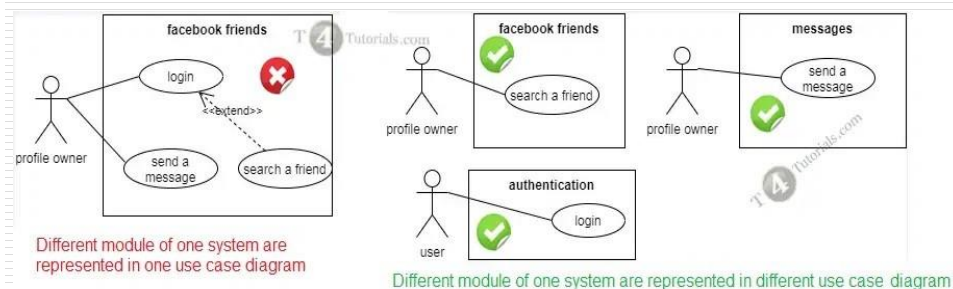 facebook friends
login
<<extend>>
profile owner
send a
message
search a friend
Different module of one system are
represented in one use case diagram
T4Tutorials.com
facebook friends
search a friend
profile owner
messages
send a
message
profile owner
T4Tutorials.com
authentication
login
user
Different module of one system are represented in different use case diagram